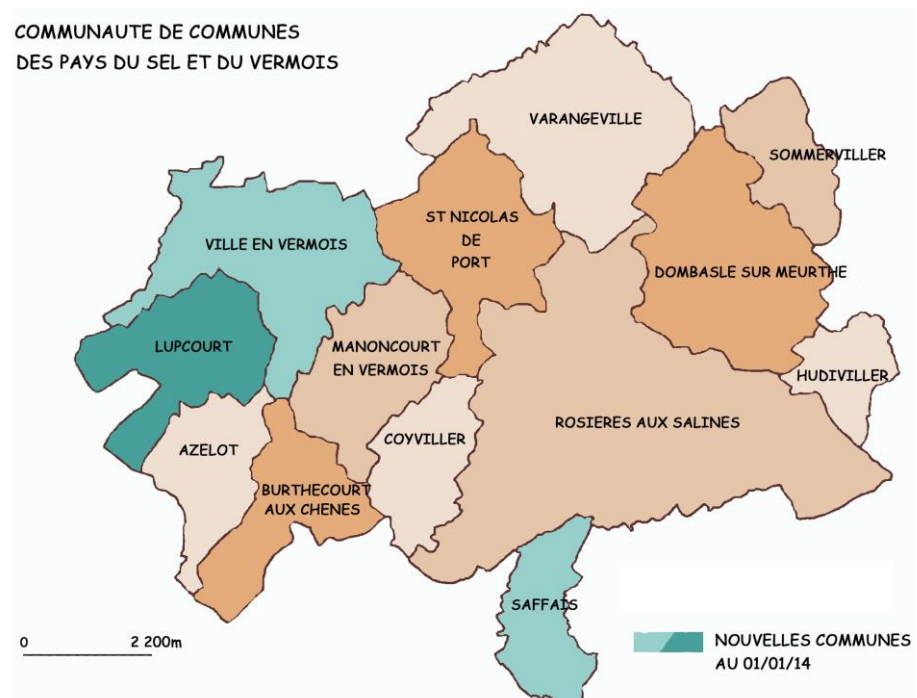 COMMUNAUTE DE COMMUNES
DES PAYS DU SEL ET DU VERMOIS
VARANGEVILLE
SOMMERVILLER
ST NICOLAS
DE
PORT
VILLE EN VERMOIS
DOMBASLE SUR MEURTHE
LUPCOURT
MANONCOURT
EN VERMOIS
HUDIVILLER
ROSIERES AUX SALINES
COYVILLER
AZELOT
BURTHECOURT
AUX CHENES
SAFFAIS
0 2 200m
NOUVELLES COMMUNES
AU 01/01/14